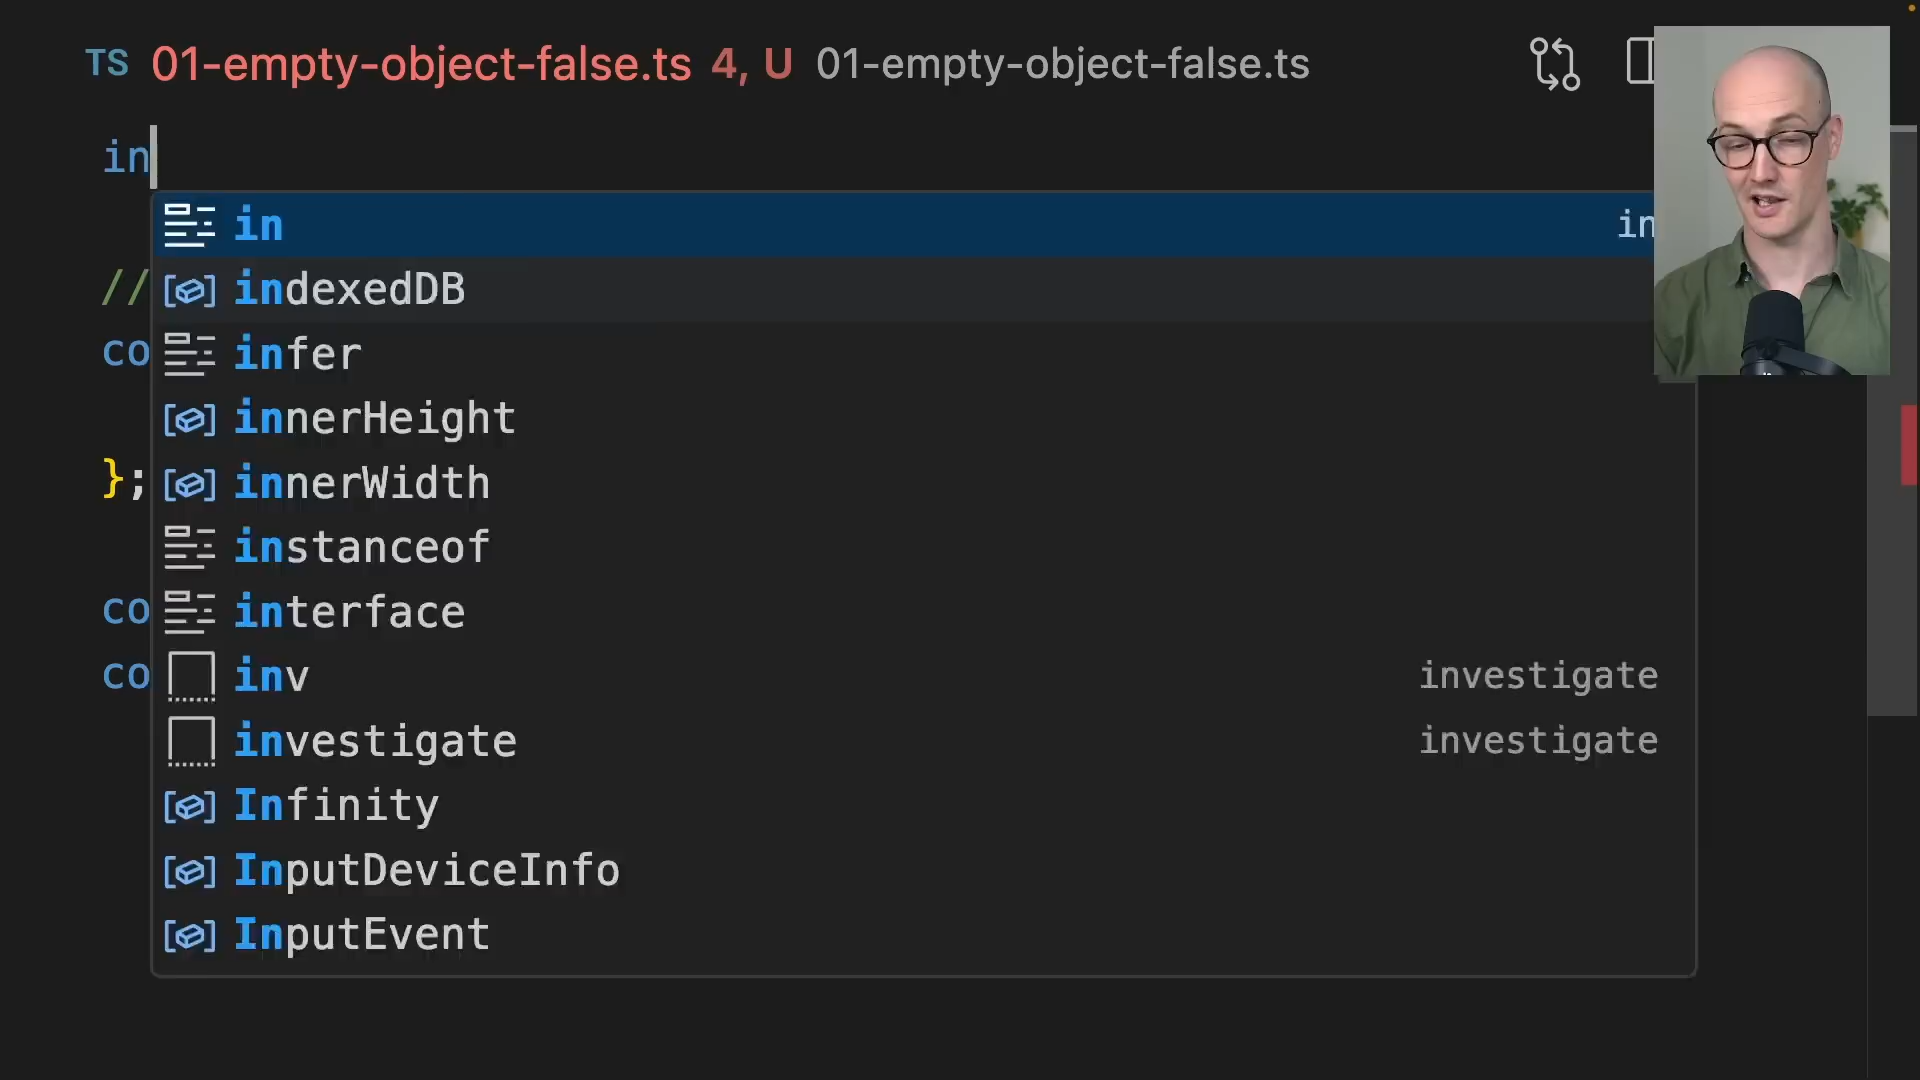 TS 01-empty-object-false.ts 4, U 01-empty-object-false.ts
in
in in
// indexedDB
co infer
innerHeight
}; innerWidth
instanceof
co interface
co inv investigate
investigate investigate
Infinity
InputDeviceInfo
InputEvent